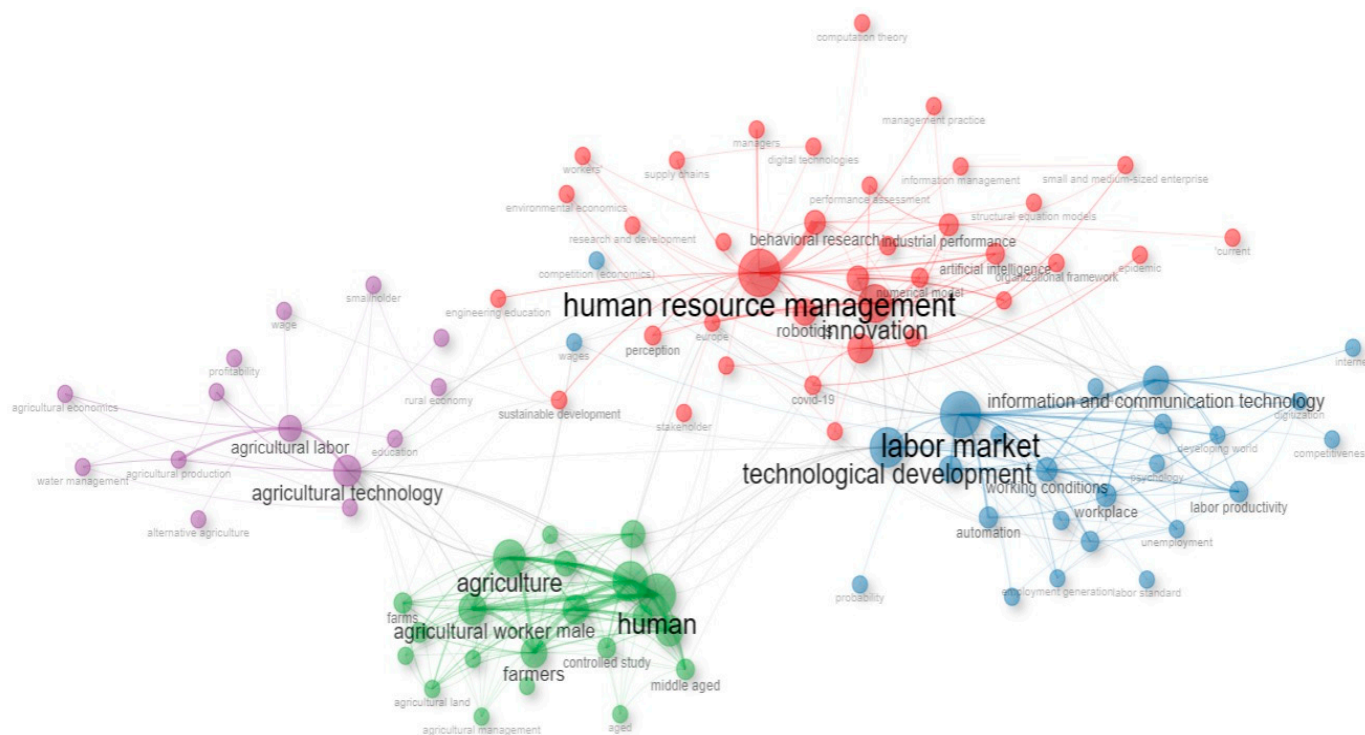 computation theory
management practice
managers
digital technologies
workers'
supply chains
information management
small and medium-sized enterprise
performance assessment
environmental economics
structural equation models
research and development
behavioral research
industrial performance
'current
competition (economics)
artificial intelligence
organizational framework
epidemic
smallholder
numerical model
human resource management
engineering education
wage
robotics
innovation
europe
perception
wages
profitability
internet
rural economy
covid-19
agricultural economics
sustainable development
information and communication technology
digitization
stakeholder
agricultural labor
education
labor market
developing world
competitiveness
water management
agricultural production
agricultural technology
technological development
psychology
working conditions
workplace
labor productivity
alternative agriculture
automation
unemployment
agriculture
probability
employment generation
labor standard
farms
agricultural worker
male
human
controlled study
farmers
middle aged
agricultural land
agricultural management
aged